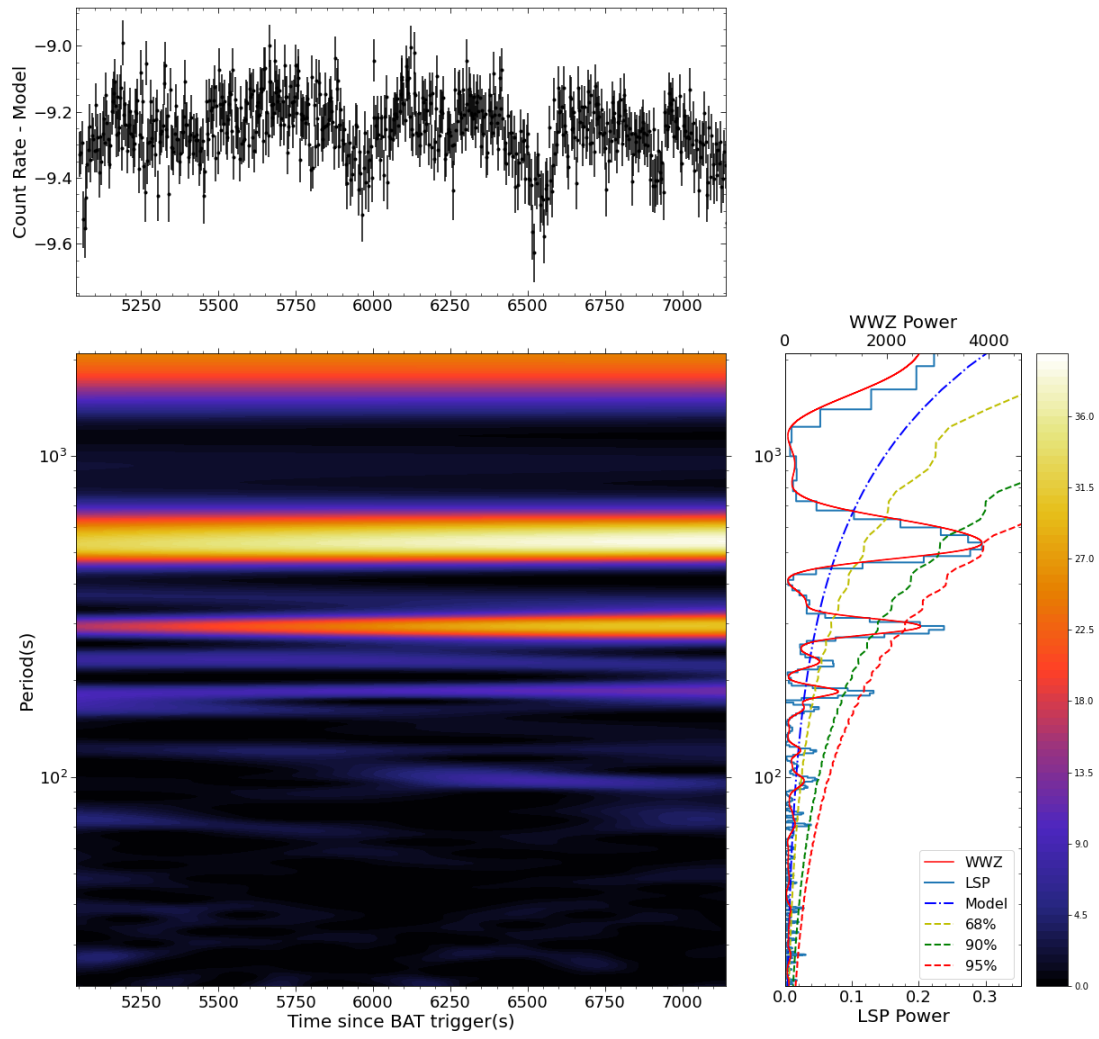 −9.0
−9.2
−9.4
−9.6
Count Rate - Model
5250 5500 5750 6000 6250 6500 6750 7000
WWZ Power
0 2000 4000
10³
10²
Period(s)
5250 5500 5750 6000 6250 6500 6750 7000
Time since BAT trigger(s)
10³
10²
WWZ
LSP
Model
68%
90%
95%
0.0 0.1 0.2 0.3
LSP Power
36.0
31.5
27.0
22.5
18.0
13.5
9.0
4.5
0.0